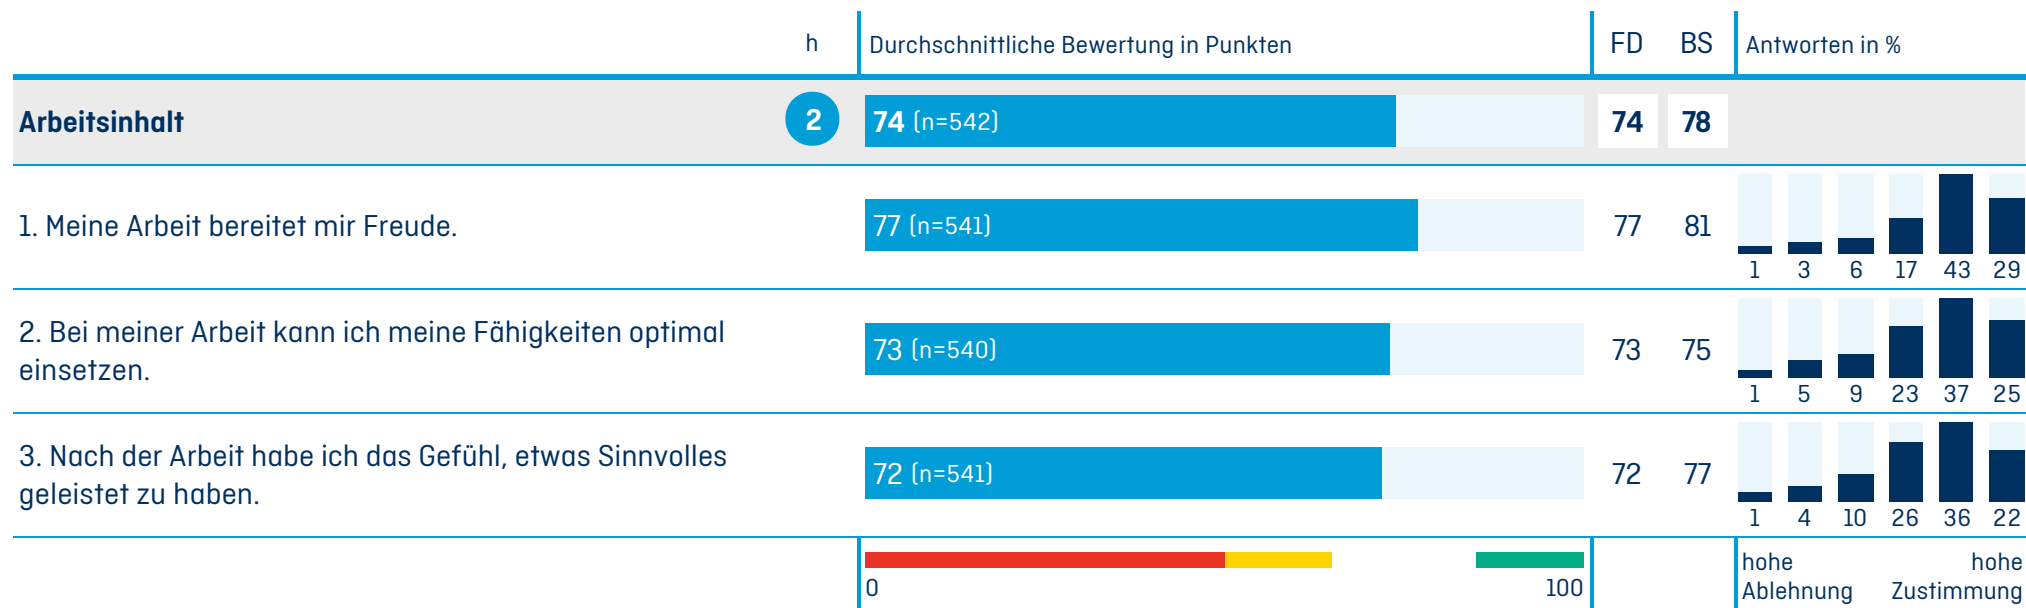 h Durchschnittliche Bewertung in Punkten FD BS Antworten in %
Arbeitsinhalt 2 74 (n=542) 74 78
1. Meine Arbeit bereitet mir Freude. 77 (n=541) 77 81
1 3 6 17 43 29
2. Bei meiner Arbeit kann ich meine Fähigkeiten optimal
einsetzen.
73 (n=540) 73 75
1 5 9 23 37 25
3. Nach der Arbeit habe ich das Gefühl, etwas Sinnvolles
geleistet zu haben.
72 (n=541) 72 77
1 4 10 26 36 22
0 100
hohe Ablehnung
hohe Zustimmung